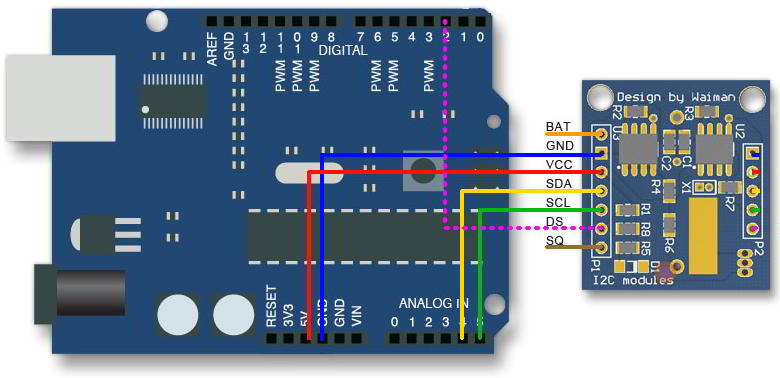 AREF
GND
13
12
11
10
9
8
DIGITAL
7
6
5
4
3
2
1
0
PWM
PWM
PWM
PWM
PWM
PWM
RESET
3V3
5V
GND
GND
VIN
ANALOG IN
0
1
2
3
4
5
BAT
GND
VCC
SDA
SCL
DS
SQ
Design by Waiman
R2
R3
U3
U2
C2
C1
R4
X1
R7
R1
R8
R6
R5
D1
P1
P2
I2C modules